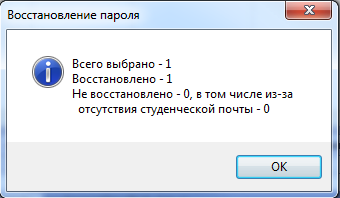 Восстановление пароля
Всего выбрано - 1
Восстановлено - 1
Не восстановлено - 0, в том числе из-за
отсутствия студенческой почты - 0
OK